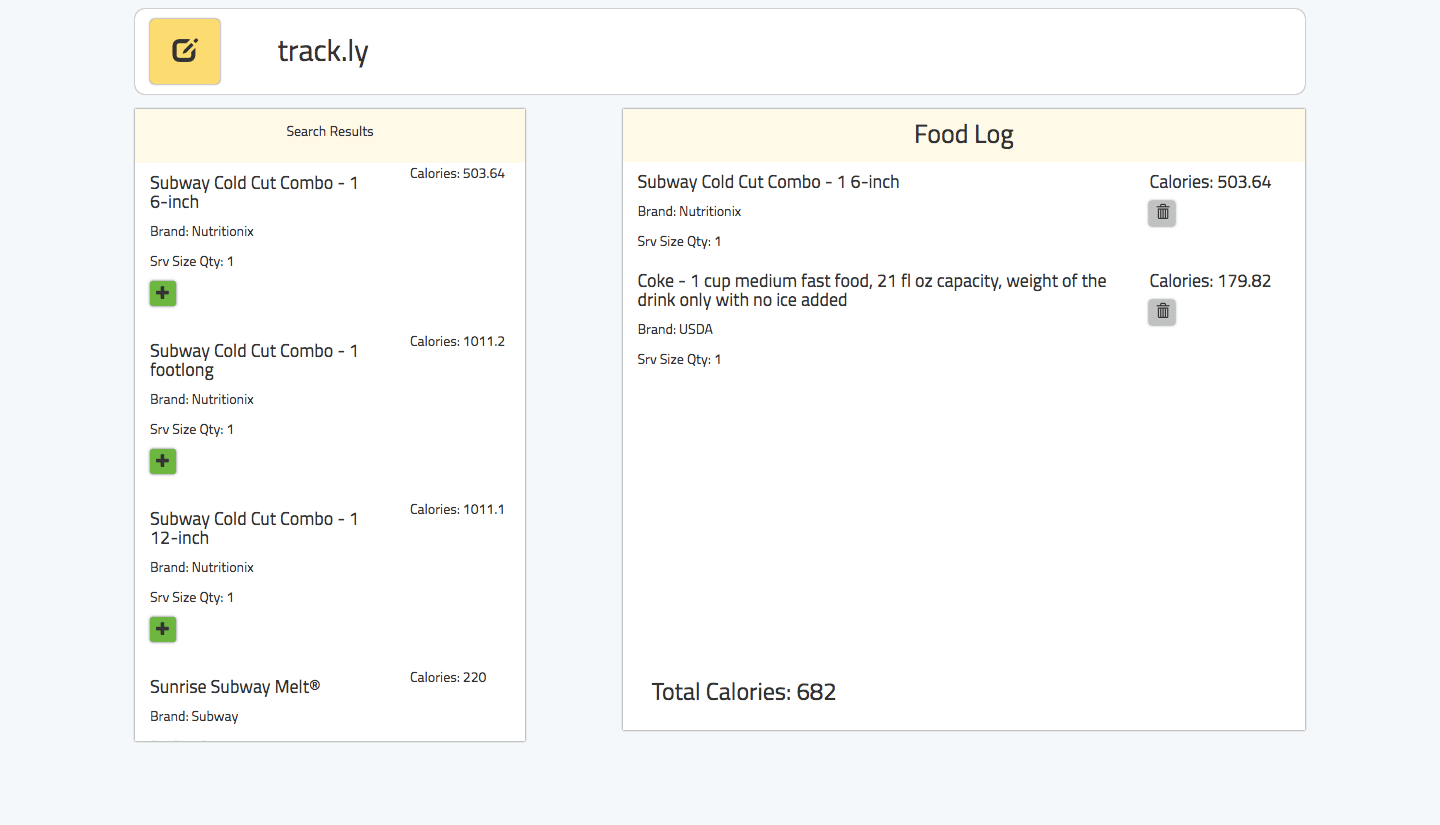 track.ly
Search Results
Subway Cold Cut Combo - 1
6-inch
Calories: 503.64
Brand: Nutritionix
Srv Size Qty: 1
Subway Cold Cut Combo - 1
footlong
Calories: 1011.2
Brand: Nutritionix
Srv Size Qty: 1
Subway Cold Cut Combo - 1
12-inch
Calories: 1011.1
Brand: Nutritionix
Srv Size Qty: 1
Sunrise Subway Melt®
Calories: 220
Brand: Subway
Food Log
Subway Cold Cut Combo - 1 6-inch
Calories: 503.64
Brand: Nutritionix
Srv Size Qty: 1
Coke - 1 cup medium fast food, 21 fl oz capacity, weight of the
drink only with no ice added
Calories: 179.82
Brand: USDA
Srv Size Qty: 1
Total Calories: 682